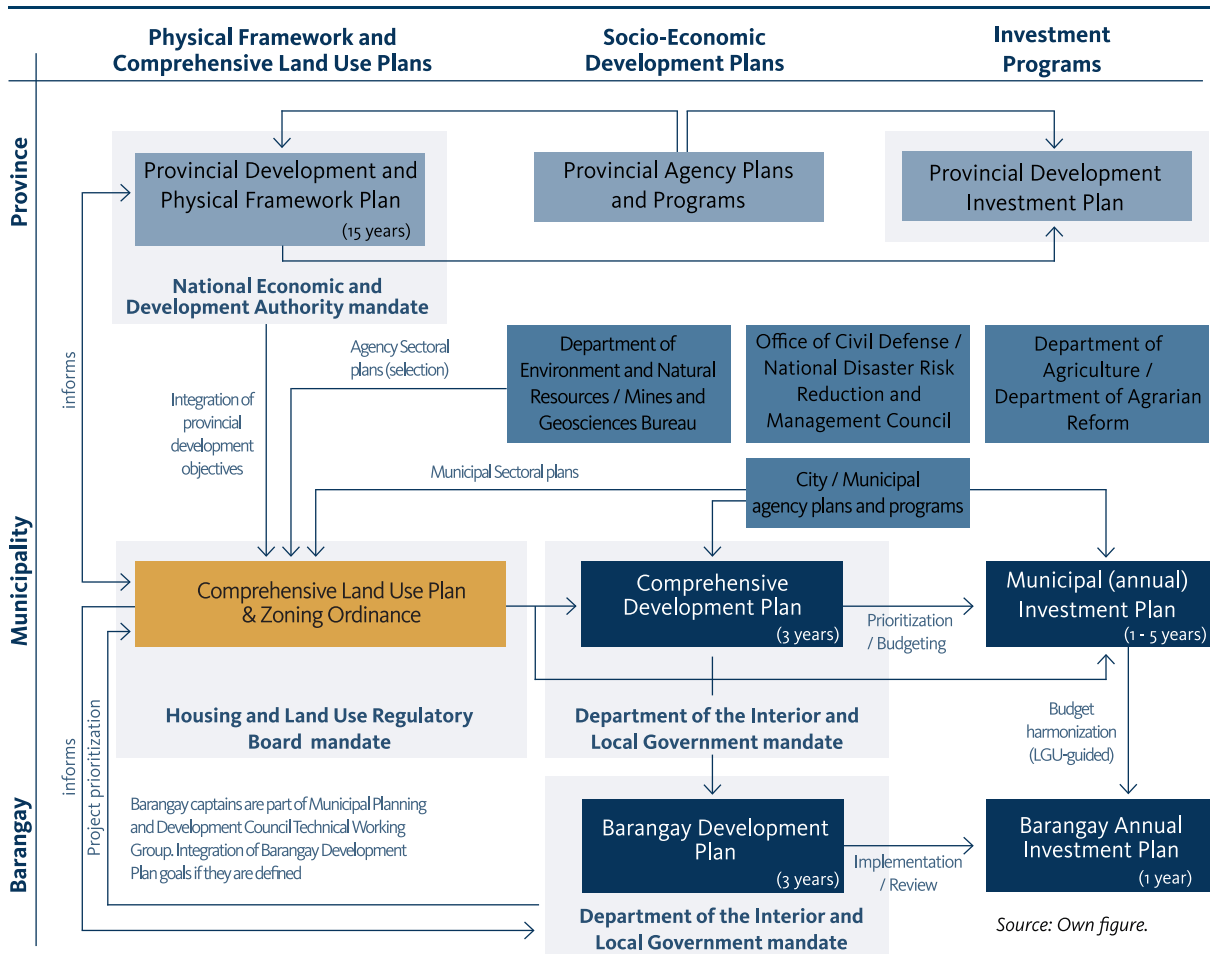 Physical Framework and
Comprehensive Land Use Plans
Socio-Economic
Development Plans
Investment
Programs
Province
Provincial Development and
Physical Framework Plan
(15 years)
Provincial Agency Plans
and Programs
Provincial Development
Investment Plan
National Economic and
Development Authority mandate
informs
Integration of
provincial
development
objectives
Agency Sectoral
plans (selection)
Department of
Environment and Natural
Resources / Mines and
Geosciences Bureau
Office of Civil Defense /
National Disaster Risk
Reduction and
Management Council
Department of
Agriculture /
Department of Agrarian
Reform
Municipal Sectoral plans
City / Municipal
agency plans and programs
Municipality
Comprehensive Land Use Plan
& Zoning Ordinance
Comprehensive
Development Plan
(3 years)
Prioritization
/ Budgeting
Municipal (annual)
Investment Plan
(1 - 5 years)
Housing and Land Use Regulatory
Board mandate
Department of the Interior and
Local Government mandate
Budget
harmonization
(LGU-guided)
informs
Project prioritization
Barangay
Barangay captains are part of Municipal Planning
and Development Council Technical Working
Group. Integration of Barangay Development
Plan goals if they are defined
Barangay Development
Plan
(3 years)
Implementation
/ Review
Barangay Annual
Investment Plan
(1 year)
Department of the Interior and
Local Government mandate
Source: Own figure.